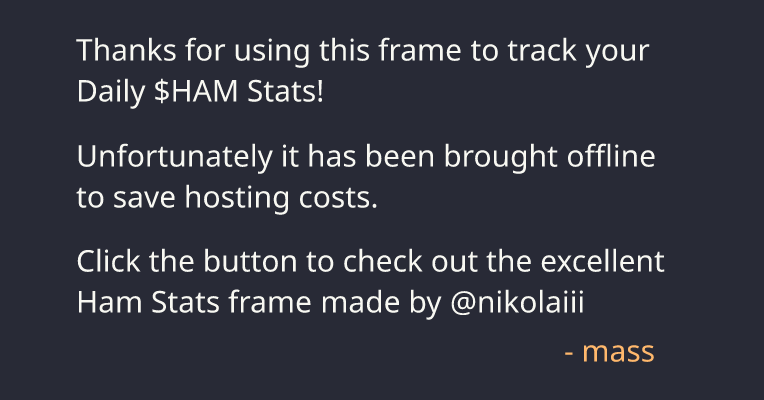 Thanks for using this frame to track your
Daily $HAM Stats!
Unfortunately it has been brought offline
to save hosting costs.
Click the button to check out the excellent
Ham Stats frame made by @nikolaiii
- mass